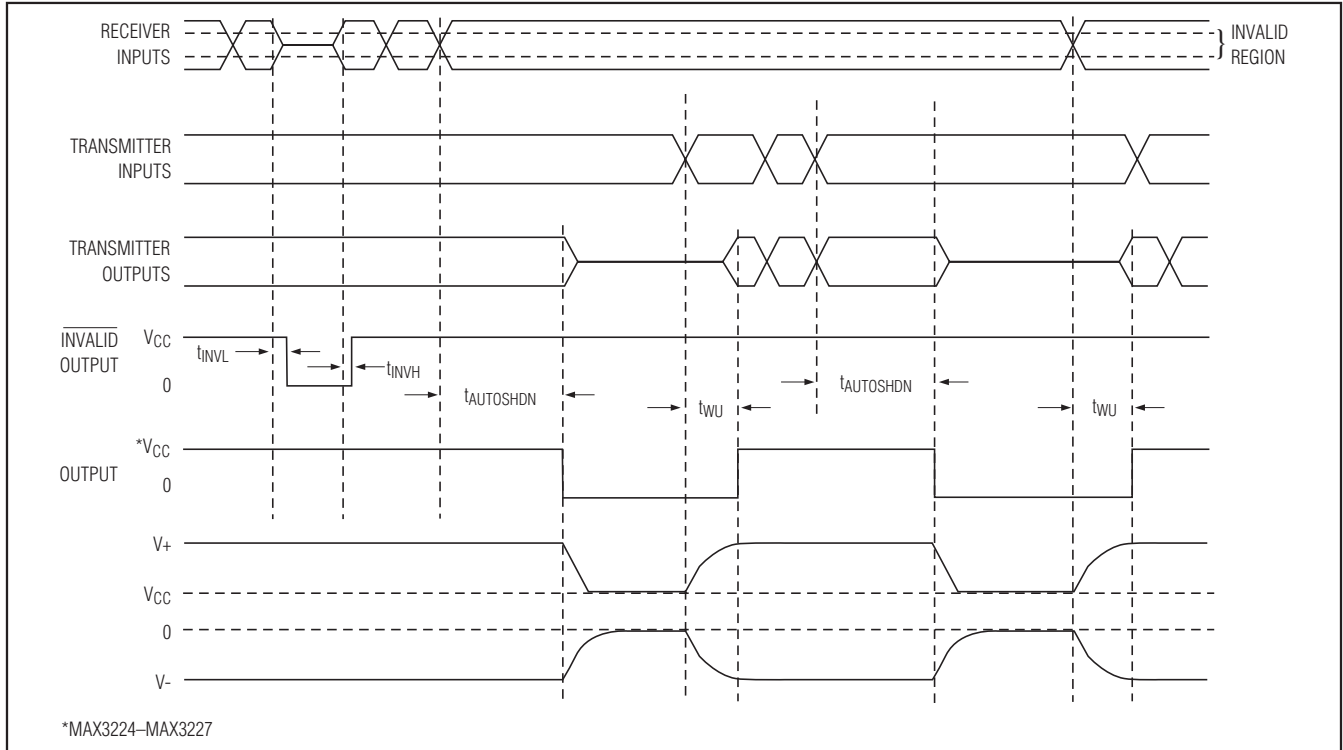 RECEIVER
INPUTS
INVALID
REGION
TRANSMITTER
INPUTS
TRANSMITTER
OUTPUTS
INVALID
OUTPUT
VCC
0
tINVL
tINVH
tAUTOSHDN
tWU
tAUTOSHDN
tWU
OUTPUT
*VCC
0
V+
VCC
0
V-
*MAX3224–MAX3227